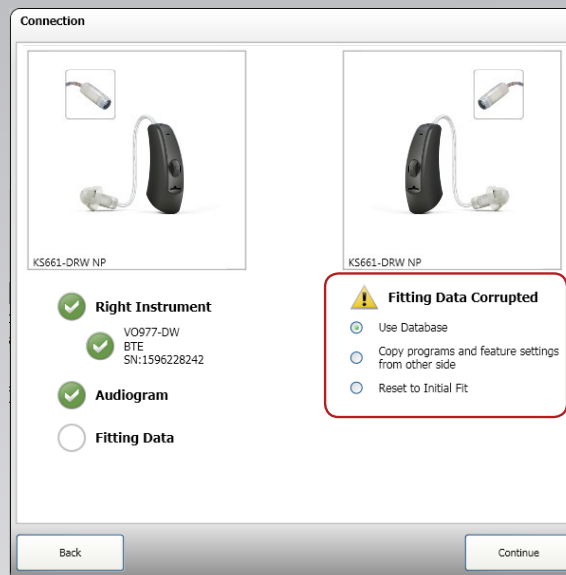 Connection
KS661-DRW NP
KS661-DRW NP
Right Instrument
VO977-DW
BTE
SN:1596228242
Audiogram
Fitting Data
Fitting Data Corrupted
Use Database
Copy programs and feature settings
from other side
Reset to Initial Fit
Back
Continue